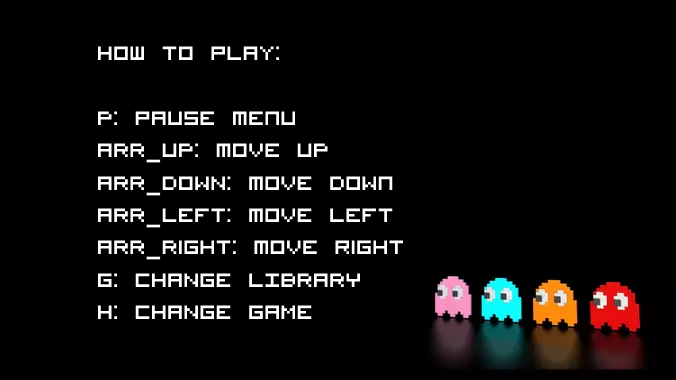 HOW TO PLAY:
P: PAUSE MENU
ARR_UP: MOVE UP
ARR_DOWN: MOVE DOWN
ARR_LEFT: MOVE LEFT
ARR_RIGHT: MOVE RIGHT
G: CHANGE LIBRARY
H: CHANGE GAME